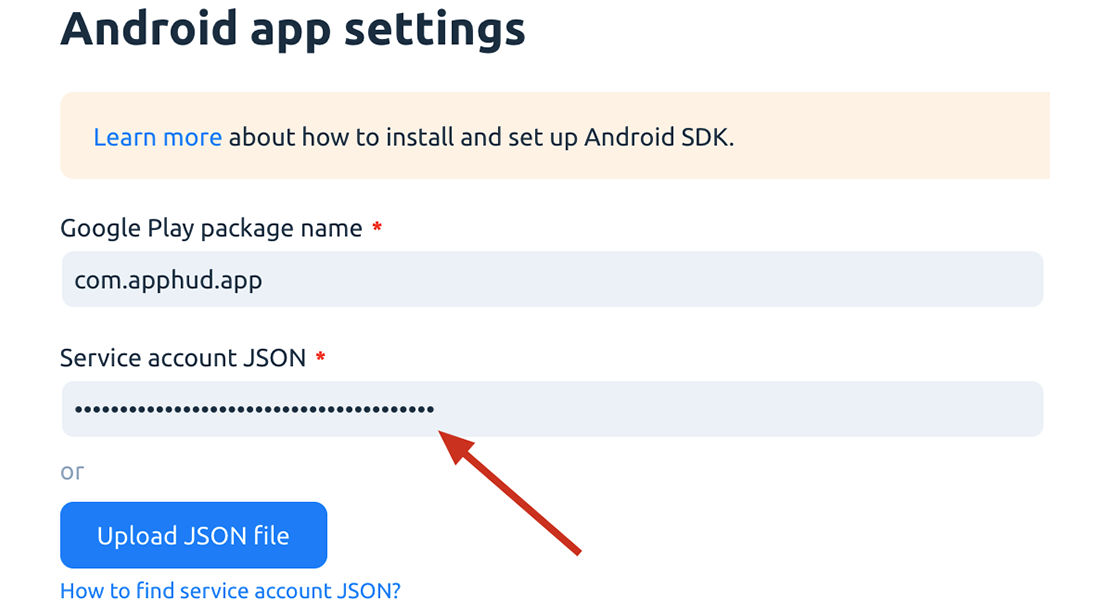 Android app settings
Learn more about how to install and set up Android SDK.
Google Play package name *
com.apphud.app
Service account JSON *
••••••••••••••••••••••••••••••••••••••••
or
Upload JSON file
How to find service account JSON?